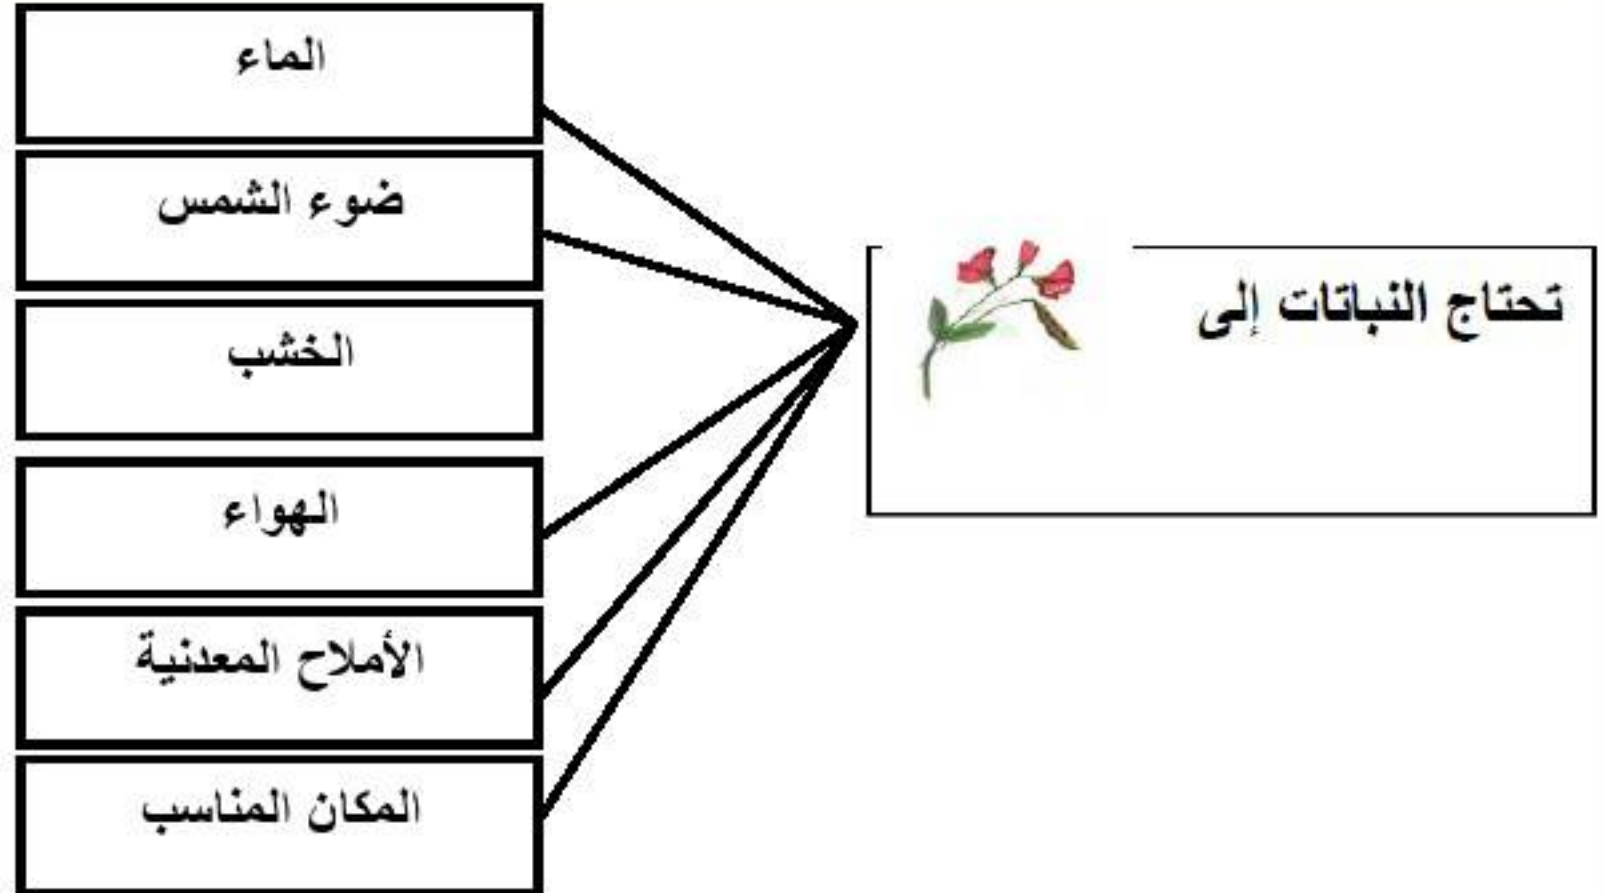 تحتاج النباتات إلى
الماء
ضوء الشمس
الخشب
الهواء
الأملاح المعدنية
المكان المناسب